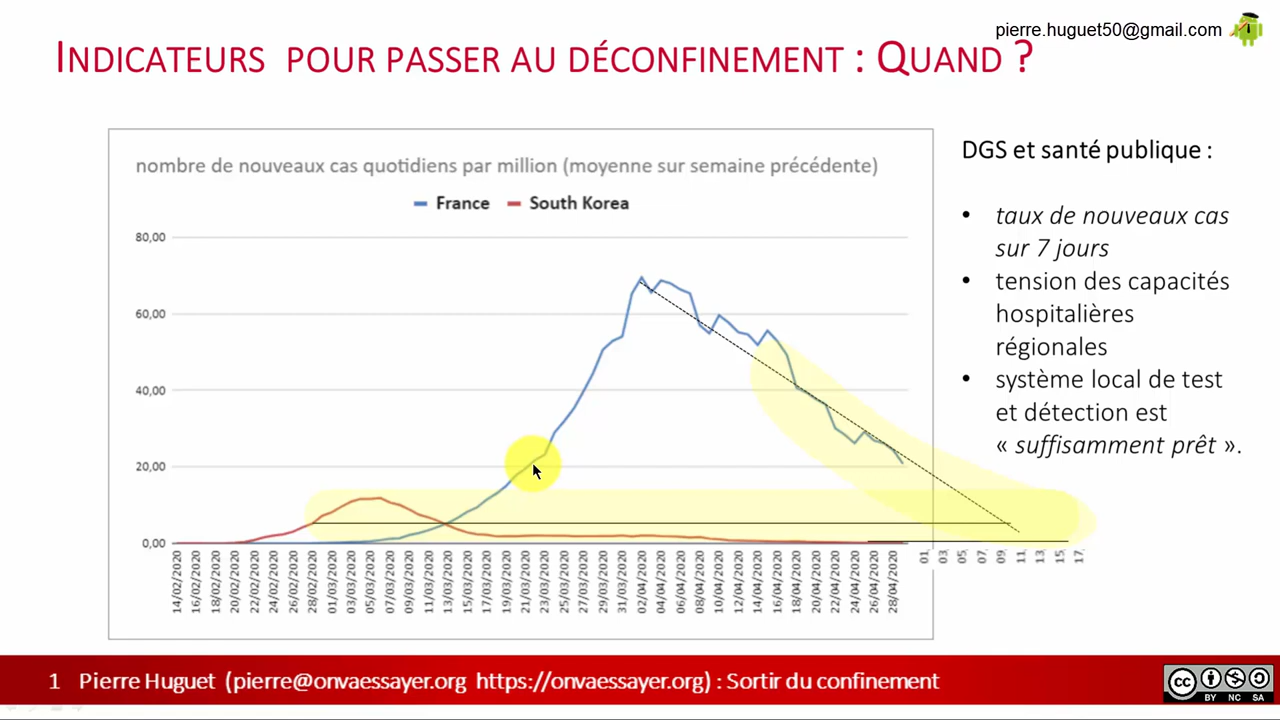 pierre.huguet50@gmail.com
INDICATEURS POUR PASSER AU DÉCONFINEMENT : QUAND ?
nombre de nouveaux cas quotidiens par million (moyenne sur semaine précédente)
France South Korea
80,00
60,00
40,00
20,00
0,00
14/02/2020 16/02/2020 18/02/2020 20/02/2020 22/02/2020 24/02/2020 26/02/2020 28/02/2020 01/03/2020 03/03/2020 05/03/2020 07/03/2020 09/03/2020 11/03/2020 13/03/2020 15/03/2020 17/03/2020 19/03/2020 21/03/2020 23/03/2020 25/03/2020 27/03/2020 29/03/2020 31/03/2020 02/04/2020 04/04/2020 06/04/2020 08/04/2020 10/04/2020 12/04/2020 14/04/2020 16/04/2020 18/04/2020 20/04/2020 22/04/2020 24/04/2020 26/04/2020 28/04/2020 01. 03. 05. 07. 09. 11. 13. 15. 17.
DGS et santé publique :
• taux de nouveaux cas
sur 7 jours
• tension des capacités
hospitalières
régionales
• système local de test
et détection est
« suffisamment prêt ».
1 Pierre Huguet (pierre@onvaessayer.org https://onvaessayer.org) : Sortir du confinement
cc
BY NC SA